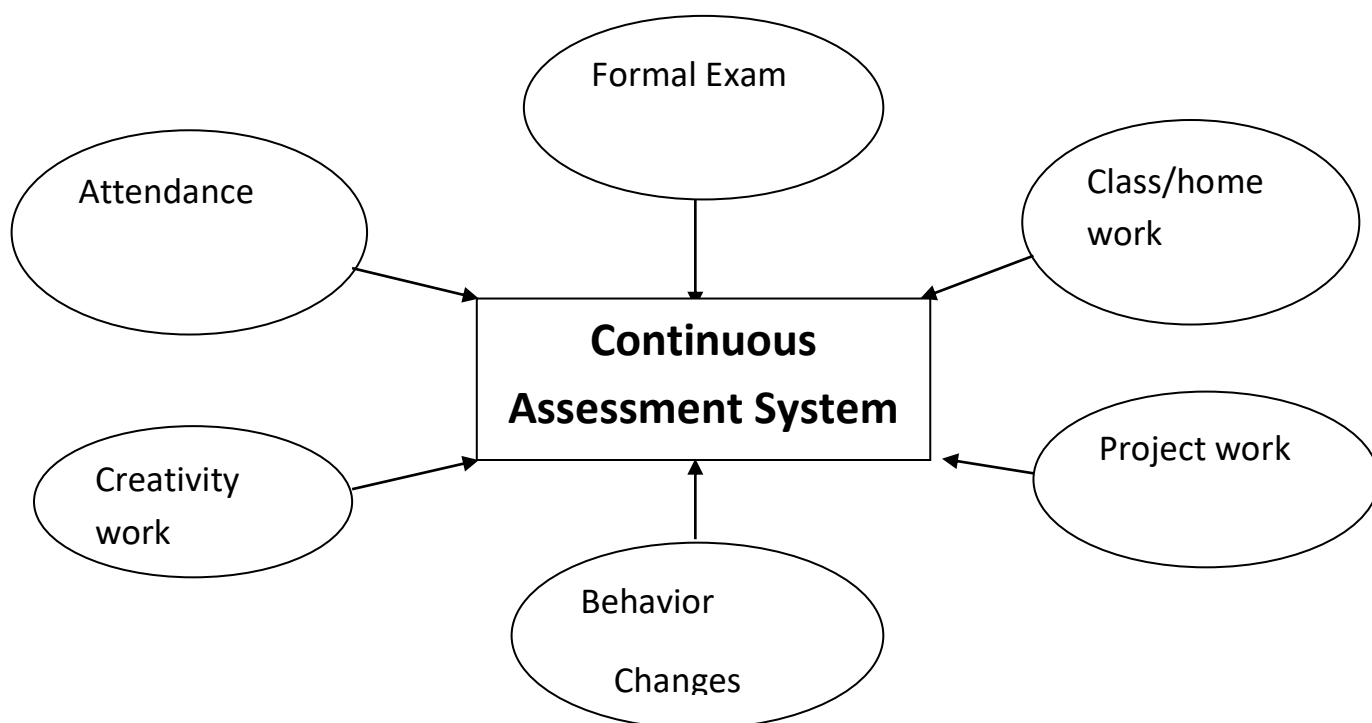 Formal Exam
Attendance
Class/home
work
Continuous
Assessment System
Creativity
work
Project work
Behavior
Changes